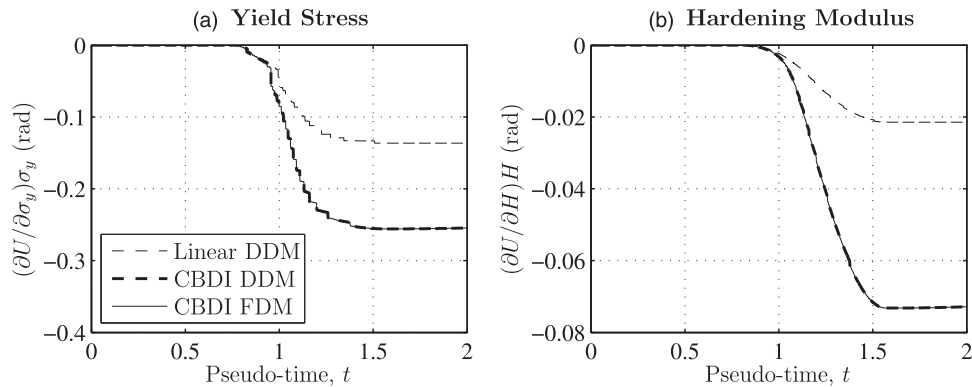 (a) Yield Stress
(∂U/∂σ_y)σ_y (rad)
0
−0.1
−0.2
−0.3
−0.4
Linear DDM
CBDI DDM
CBDI FDM
0 0.5 1 1.5 2
Pseudo-time, t
(b) Hardening Modulus
(∂U/∂H)H (rad)
0
−0.02
−0.04
−0.06
−0.08
0 0.5 1 1.5 2
Pseudo-time, t